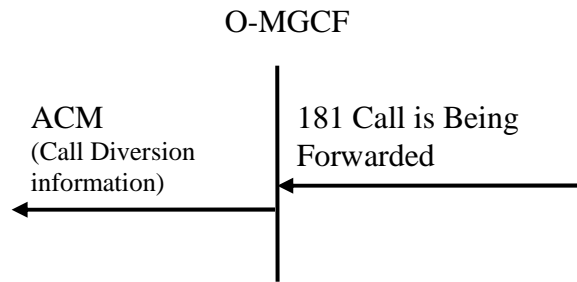 O-MGCF
ACM
(Call Diversion
information)
181 Call is Being
Forwarded